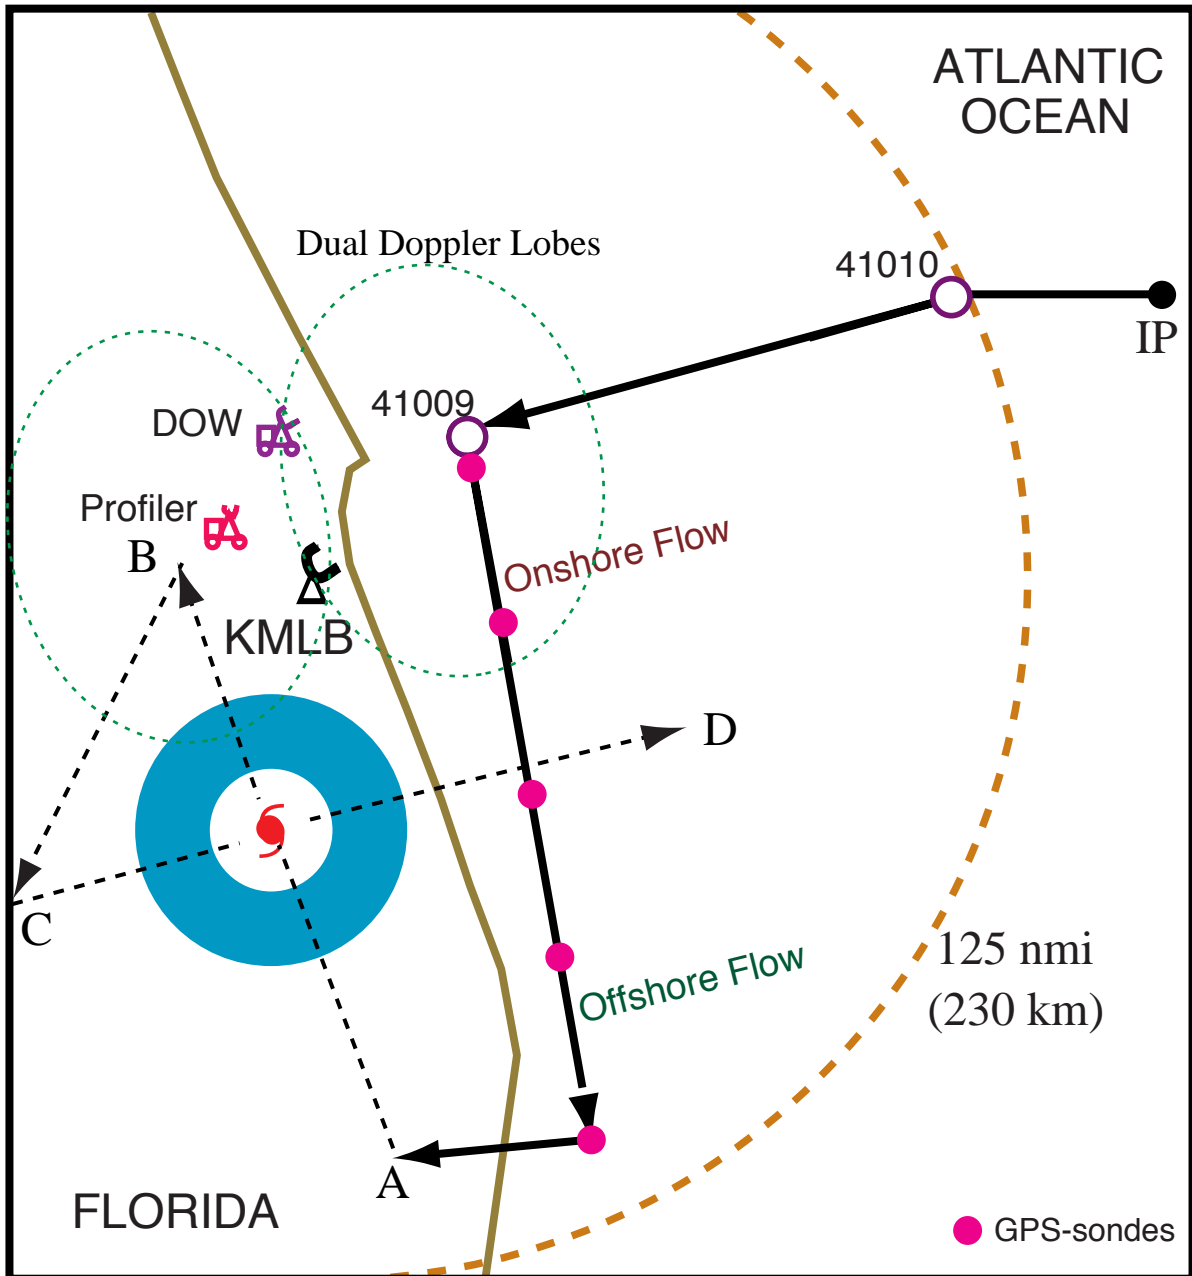 ATLANTIC
OCEAN
Dual Doppler Lobes
41010
IP
41009
DOW
Profiler
Onshore Flow
B
KMLB
D
C
125 nmi
(230 km)
Offshore Flow
A
FLORIDA
GPS-sondes